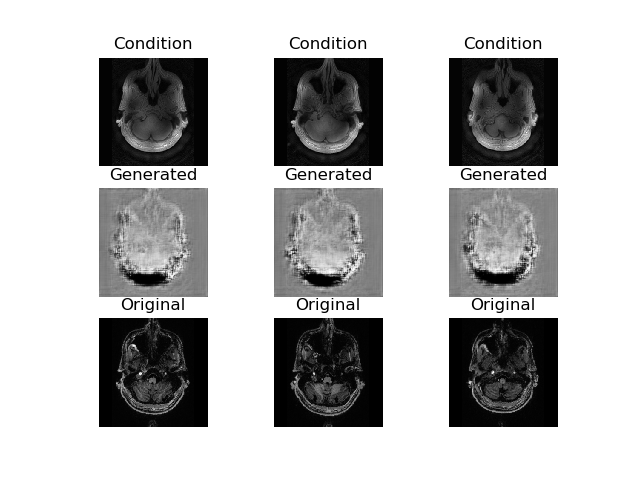 Condition Condition Condition
Generated Generated Generated
Original Original Original